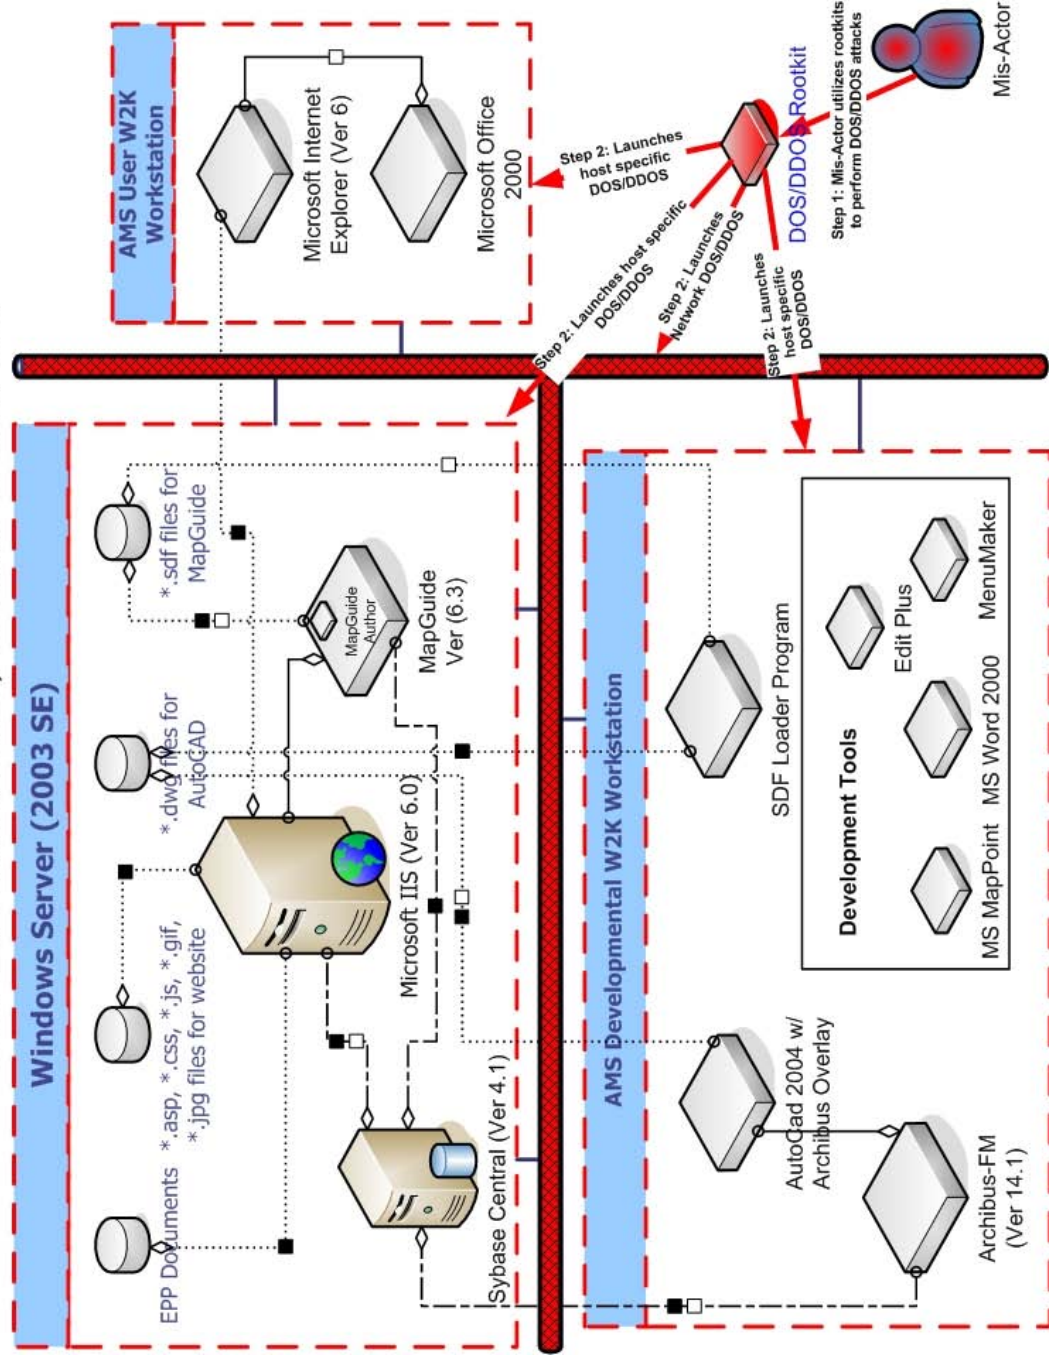 Windows Server (2003 SE)
EPP Documents
*.asp, *.css, *.js, *.gif,
*.jpg files for website
*.dwg files for
AutoCAD
*.sdf files for
MapGuide
Microsoft IIS (Ver 6.0)
MapGuide
Author
MapGuide
Ver (6.3)
Sybase Central (Ver 4.1)
AMS User W2K
Workstation
Microsoft Internet
Explorer (Ver 6)
Microsoft Office
2000
AMS Developmental W2K Workstation
AutoCad 2004 w/
Archibus Overlay
Archibus-FM
(Ver 14.1)
SDF Loader Program
Development Tools
Edit Plus
MS MapPoint
MS Word 2000
MenuMaker
Step 2: Launches host specific
DOS/DDOS
Step 2: Launches
Network DOS/DDOS
Step 2: Launches
host specific
DOS/DDOS
Step 2: Launches
host specific
DOS/DDOS
DOS/DDOS Rootkit
Step 1: Mis-Actor utilizes rootkits
to perform DOS/DDOS attacks
Mis-Actor